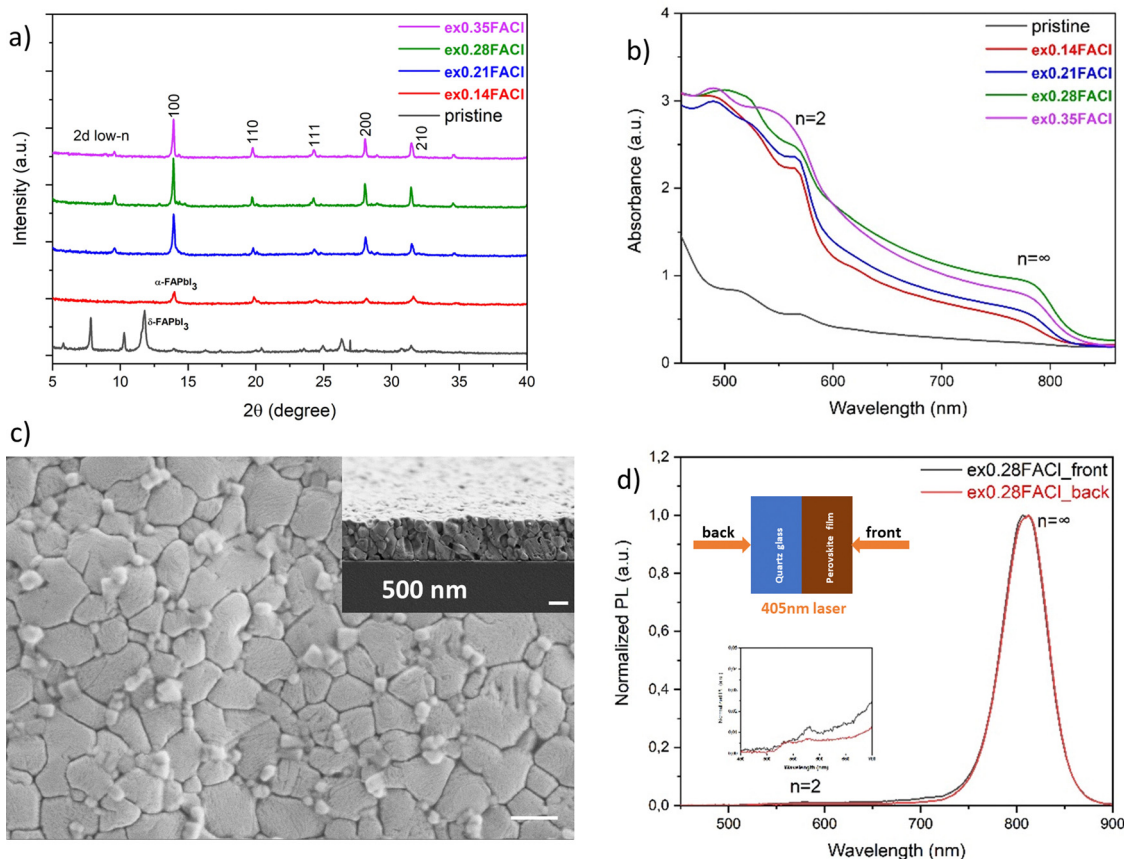 a)
ex0.35FACl
ex0.28FACl
ex0.21FACl
ex0.14FACl
pristine
2d low-n
100
110
111
200
210
α-FAPbI3
δ-FAPbI3
Intensity (a.u.)
5 10 15 20 25 30 35 40
2θ (degree)
b)
pristine
ex0.14FACl
ex0.21FACl
ex0.28FACl
ex0.35FACl
n=2
n=∞
Absorbance (a.u.)
4
3
2
1
0
500 600 700 800
Wavelength (nm)
c)
500 nm
d)
ex0.28FACl_front
ex0.28FACl_back
n=∞
back
Quartz glass
Perovskite film
front
405nm laser
Normalized PL (a.u.)
1,2
1,0
0,8
0,6
0,4
0,2
0,0
Wavelength (nm)
n=2
500 600 700 800 900
Wavelength (nm)